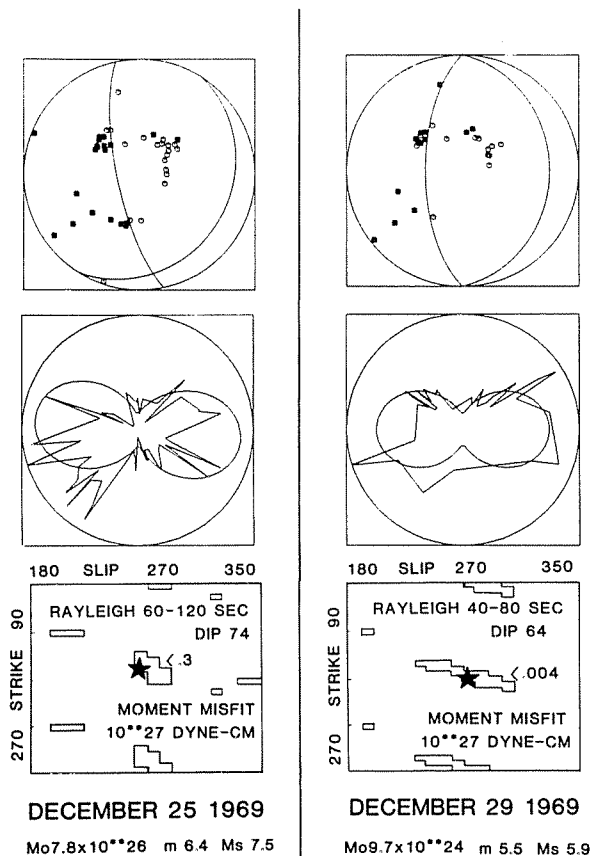 180 SLIP 270 350
RAYLEIGH 60-120 SEC
DIP 74
<.3
MOMENT MISFIT
10**27 DYNE-CM
270 STRIKE 90
DECEMBER 25 1969
Mo7.8x10**26 m 6.4 Ms 7.5
180 SLIP 270 350
RAYLEIGH 40-80 SEC
DIP 64
<.004
MOMENT MISFIT
10**27 DYNE-CM
270 STRIKE 90
DECEMBER 29 1969
Mo9.7x10**24 m 5.5 Ms 5.9